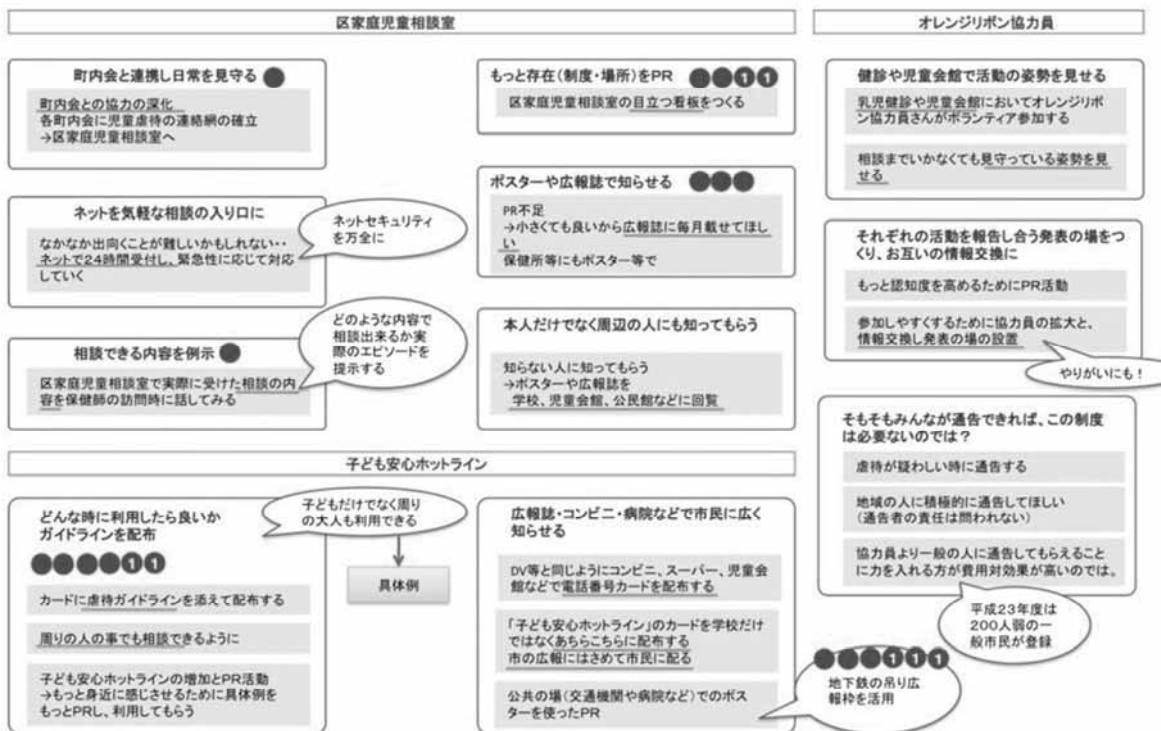 区家庭児童相談室
町内会と連携し日常を見守る
町内会との協力の深化
各町内会に児童虐待の連絡網の確立
→区家庭児童相談室へ
ネットを気軽な相談の入り口に
なかなか出向くことが難しいかもしれない・・
ネットで24時間受付し、緊急性に応じて対応
していく
ネットセキュリティ
を万全に
相談できる内容を例示
区家庭児童相談室で実際に受けた相談の内
容を保健師の訪問時に話してみる
どのような内容で
相談出来るか実
際のエピソードを
提示する
もっと存在(制度・場所)をPR
1 1
区家庭児童相談室の目立つ看板をつくる
ポスターや広報誌で知らせる
PR不足
→小さくても良いから広報誌に毎月載せてほし
い
保健所等にもポスター等で
本人だけでなく周辺の人にも知ってもらう
知らない人に知ってもらう
→ポスターや広報誌を
学校、児童会館、公民館などに回覧
子ども安心ホットライン
どんな時に利用したら良いか
ガイドラインを配布
1 1
カードに虐待ガイドラインを添えて配布する
周りの人の事でも相談できるように
子ども安心ホットラインの増加とPR活動
→もっと身近に感じさせるために具体例を
もっとPRし、利用してもらう
子どもだけでなく周り
の大人も利用できる
具体例
広報誌・コンビニ・病院などで市民に広く
知らせる
DV等と同じようにコンビニ、スーパー、児童会
館などで電話番号カードを配布する
「子ども安心ホットライン」のカードを学校だけ
ではなくあちらこちらに配布する
市の広報にはさめて市民に配る
公共の場(交通機関や病院など)でのポス
ターを使ったPR
1 1 1
地下鉄の吊り広
報枠を活用
オレンジリボン協力員
健診や児童会館で活動の姿勢を見せる
乳児健診や児童会館においてオレンジリボ
ン協力員さんがボランティア参加する
相談までいかなくても見守っている姿勢を見
せる
それぞれの活動を報告し合う発表の場をつ
くり、お互いの情報交換に
もっと認知度を高めるためにPR活動
参加しやすくするために協力員の拡大と、
情報交換し発表の場の設置
やりがいにも!
そもそもみんなが通告できれば、この制度
は必要ないのでは?
虐待が疑わしい時に通告する
地域の人に積極的に通告してほしい
(通告者の責任は問われない)
協力員より一般の人に通告してもらえること
に力を入れる方が費用対効果が高いのでは。
平成23年度は
200人弱の一
般市民が登録